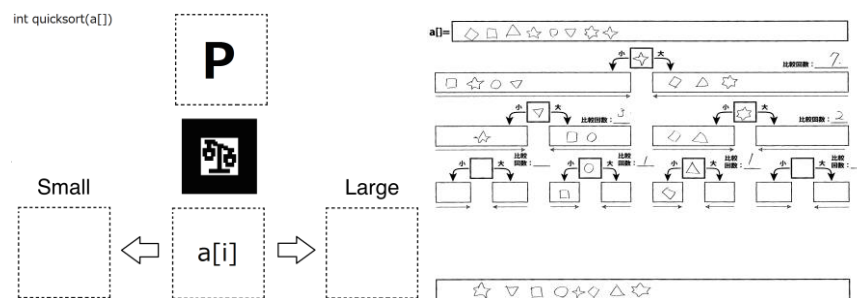 int quicksort(a[])
P
Small
Large
a[i]
a[]=
小 大
比較回数： 7
小 大
比較回数： 3
小 大
比較回数： 2
小 大 比較回数：
小 大 比較回数： 1
小 大 比較回数： 1
小 大 比較回数：